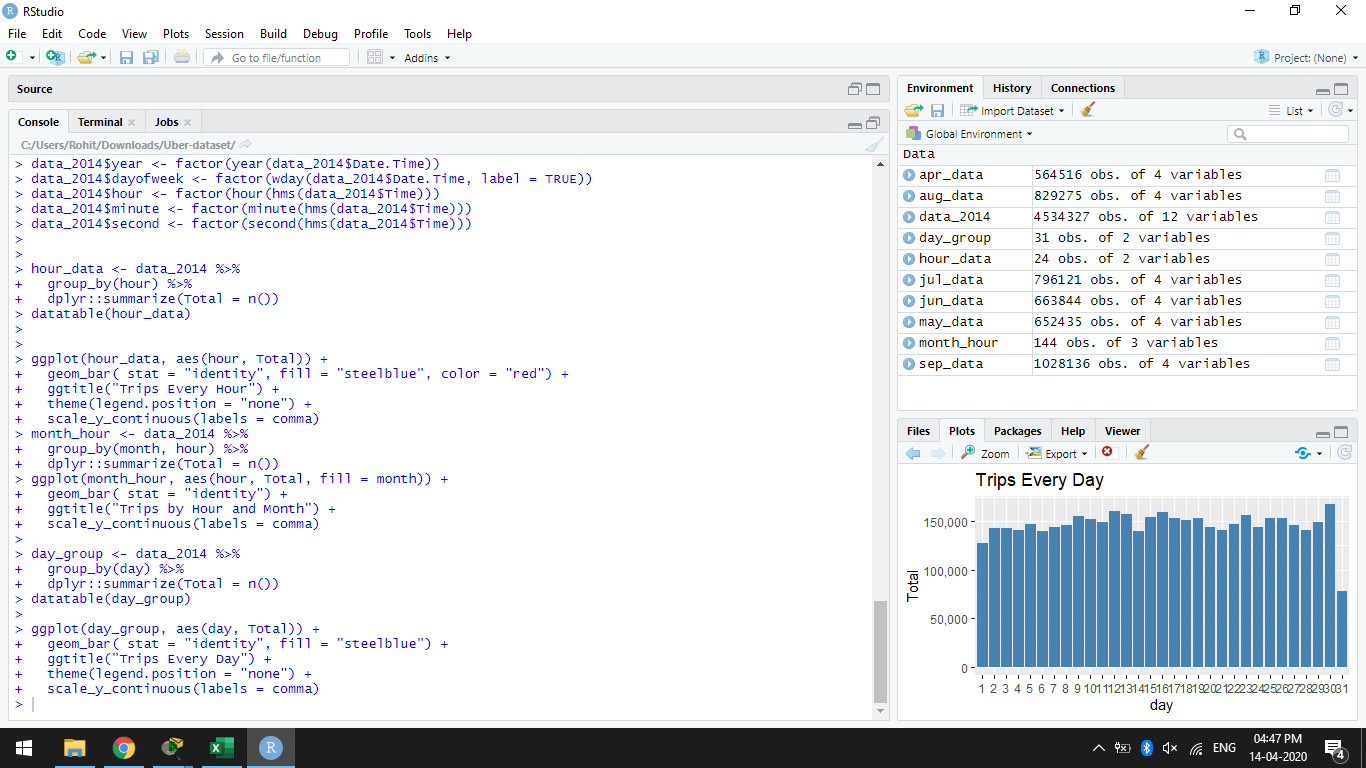 RStudio
File Edit Code View Plots Session Build Debug Profile Tools Help
Go to file/function Addins Project: (None)
Source
Console Terminal Jobs
C:/Users/Rohit/Downloads/Uber-dataset/
> data_2014$year <- factor(year(data_2014$Date.Time))
> data_2014$dayofweek <- factor(wday(data_2014$Date.Time, label = TRUE))
> data_2014$hour <- factor(hour(hms(data_2014$Time)))
> data_2014$minute <- factor(minute(hms(data_2014$Time)))
> data_2014$second <- factor(second(hms(data_2014$Time)))
>
>
> hour_data <- data_2014 %>%
+   group_by(hour) %>%
+   dplyr::summarize(Total = n())
> datatable(hour_data)
>
>
> ggplot(hour_data, aes(hour, Total)) +
+   geom_bar( stat = "identity", fill = "steelblue", color = "red") +
+   ggtitle("Trips Every Hour") +
+   theme(legend.position = "none") +
+   scale_y_continuous(labels = comma)
> month_hour <- data_2014 %>%
+   group_by(month, hour) %>%
+   dplyr::summarize(Total = n())
> ggplot(month_hour, aes(hour, Total, fill = month)) +
+   geom_bar( stat = "identity") +
+   ggtitle("Trips by Hour and Month") +
+   scale_y_continuous(labels = comma)
>
> day_group <- data_2014 %>%
+   group_by(day) %>%
+   dplyr::summarize(Total = n())
> datatable(day_group)
>
> ggplot(day_group, aes(day, Total)) +
+   geom_bar( stat = "identity", fill = "steelblue") +
+   ggtitle("Trips Every Day") +
+   theme(legend.position = "none") +
+   scale_y_continuous(labels = comma)
>
Environment History Connections
Import Dataset List
Global Environment
Data
apr_data 564516 obs. of 4 variables
aug_data 829275 obs. of 4 variables
data_2014 4534327 obs. of 12 variables
day_group 31 obs. of 2 variables
hour_data 24 obs. of 2 variables
jul_data 796121 obs. of 4 variables
jun_data 663844 obs. of 4 variables
may_data 652435 obs. of 4 variables
month_hour 144 obs. of 3 variables
sep_data 1028136 obs. of 4 variables
Files Plots Packages Help Viewer
Zoom Export
Trips Every Day
150,000
100,000
50,000
0
Total
1 2 3 4 5 6 7 8 9 10 11 12 13 14 15 16 17 18 19 20 21 22 23 24 25 26 27 28 29 30 31
day
ENG
04:47 PM
14-04-2020
4